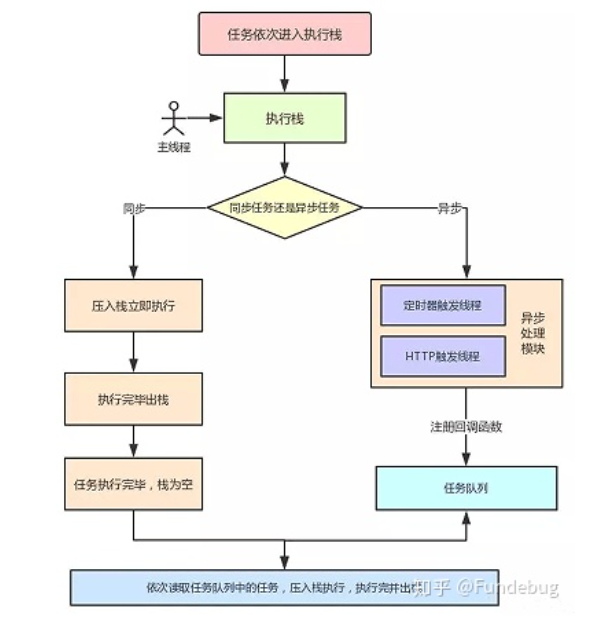 任务依次进入执行栈
执行栈
主线程
同步任务还是异步任务
同步
异步
压入栈立即执行
定时器触发线程
异步
处理
模块
HTTP触发线程
执行完毕出栈
注册回调函数
任务执行完毕，栈为空
任务队列
依次读取任务队列中的任务，压入栈执行，执行完并出栈
知乎 @Fundebug